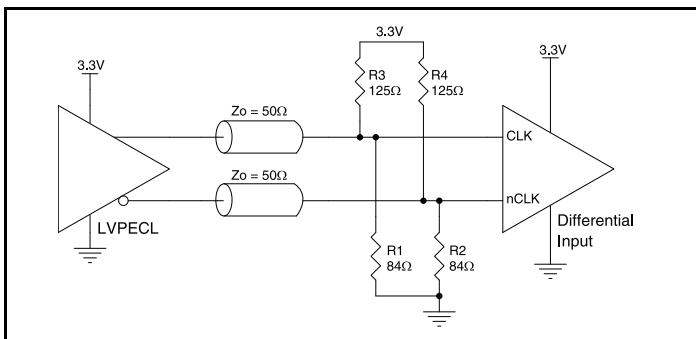 3.3V
3.3V
3.3V
R3
125Ω
R4
125Ω
Zo = 50Ω
CLK
Zo = 50Ω
nCLK
LVPECL
Differential
Input
R1
84Ω
R2
84Ω